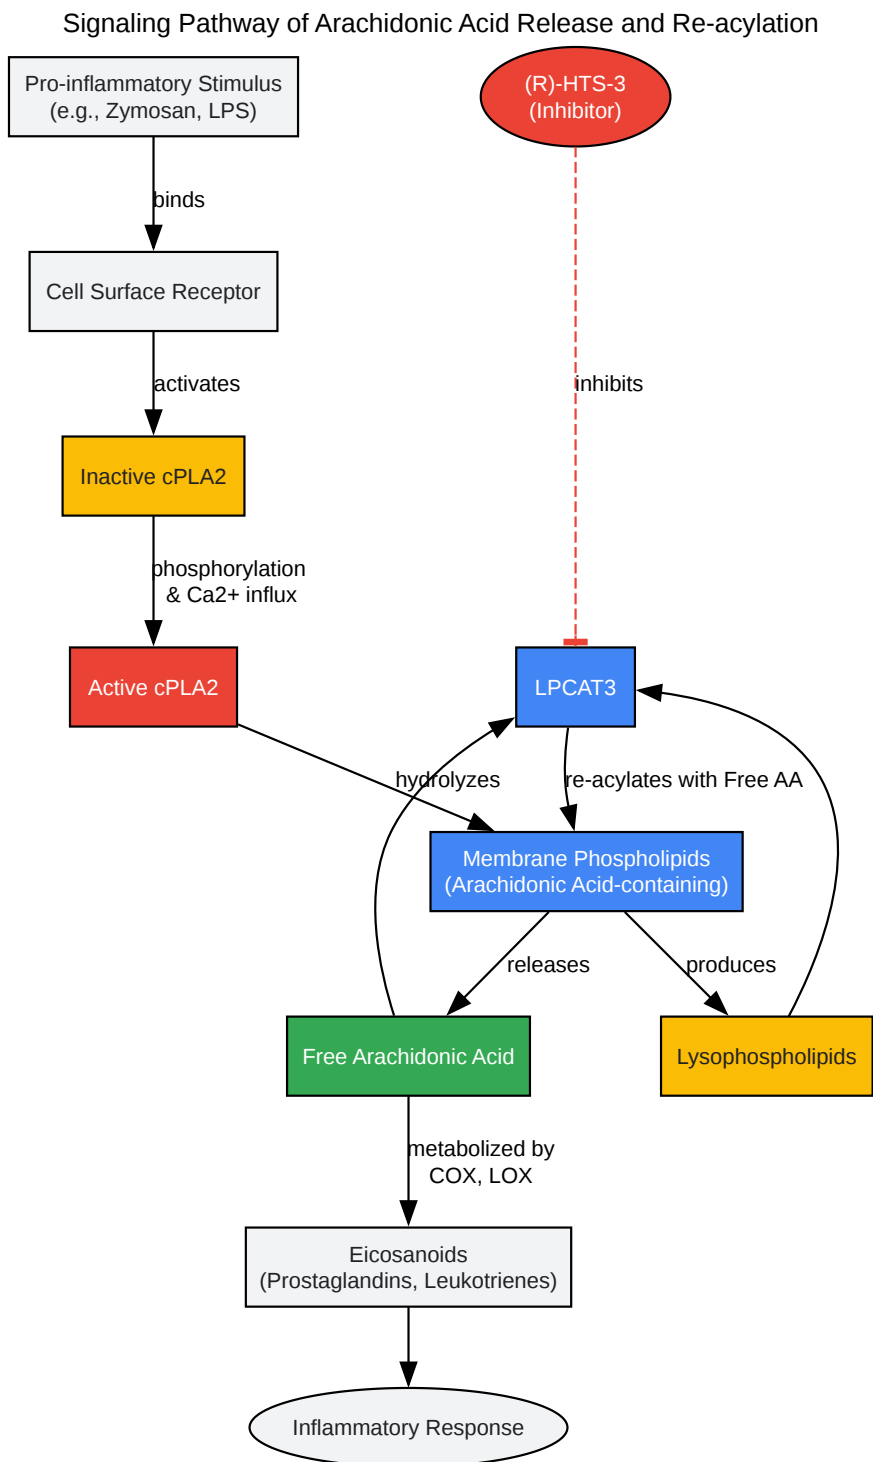 Signaling Pathway of Arachidonic Acid Release and Re-acylation
Pro-inflammatory Stimulus
(e.g., Zymosan, LPS)
(R)-HTS-3
(Inhibitor)
binds
Cell Surface Receptor
activates
inhibits
Inactive cPLA2
phosphorylation
& Ca2+ influx
Active cPLA2
LPCAT3
hydrolyzes
re-acylates with Free AA
Membrane Phospholipids
(Arachidonic Acid-containing)
releases
produces
Free Arachidonic Acid
Lysophospholipids
metabolized by
COX, LOX
Eicosanoids
(Prostaglandins, Leukotrienes)
Inflammatory Response